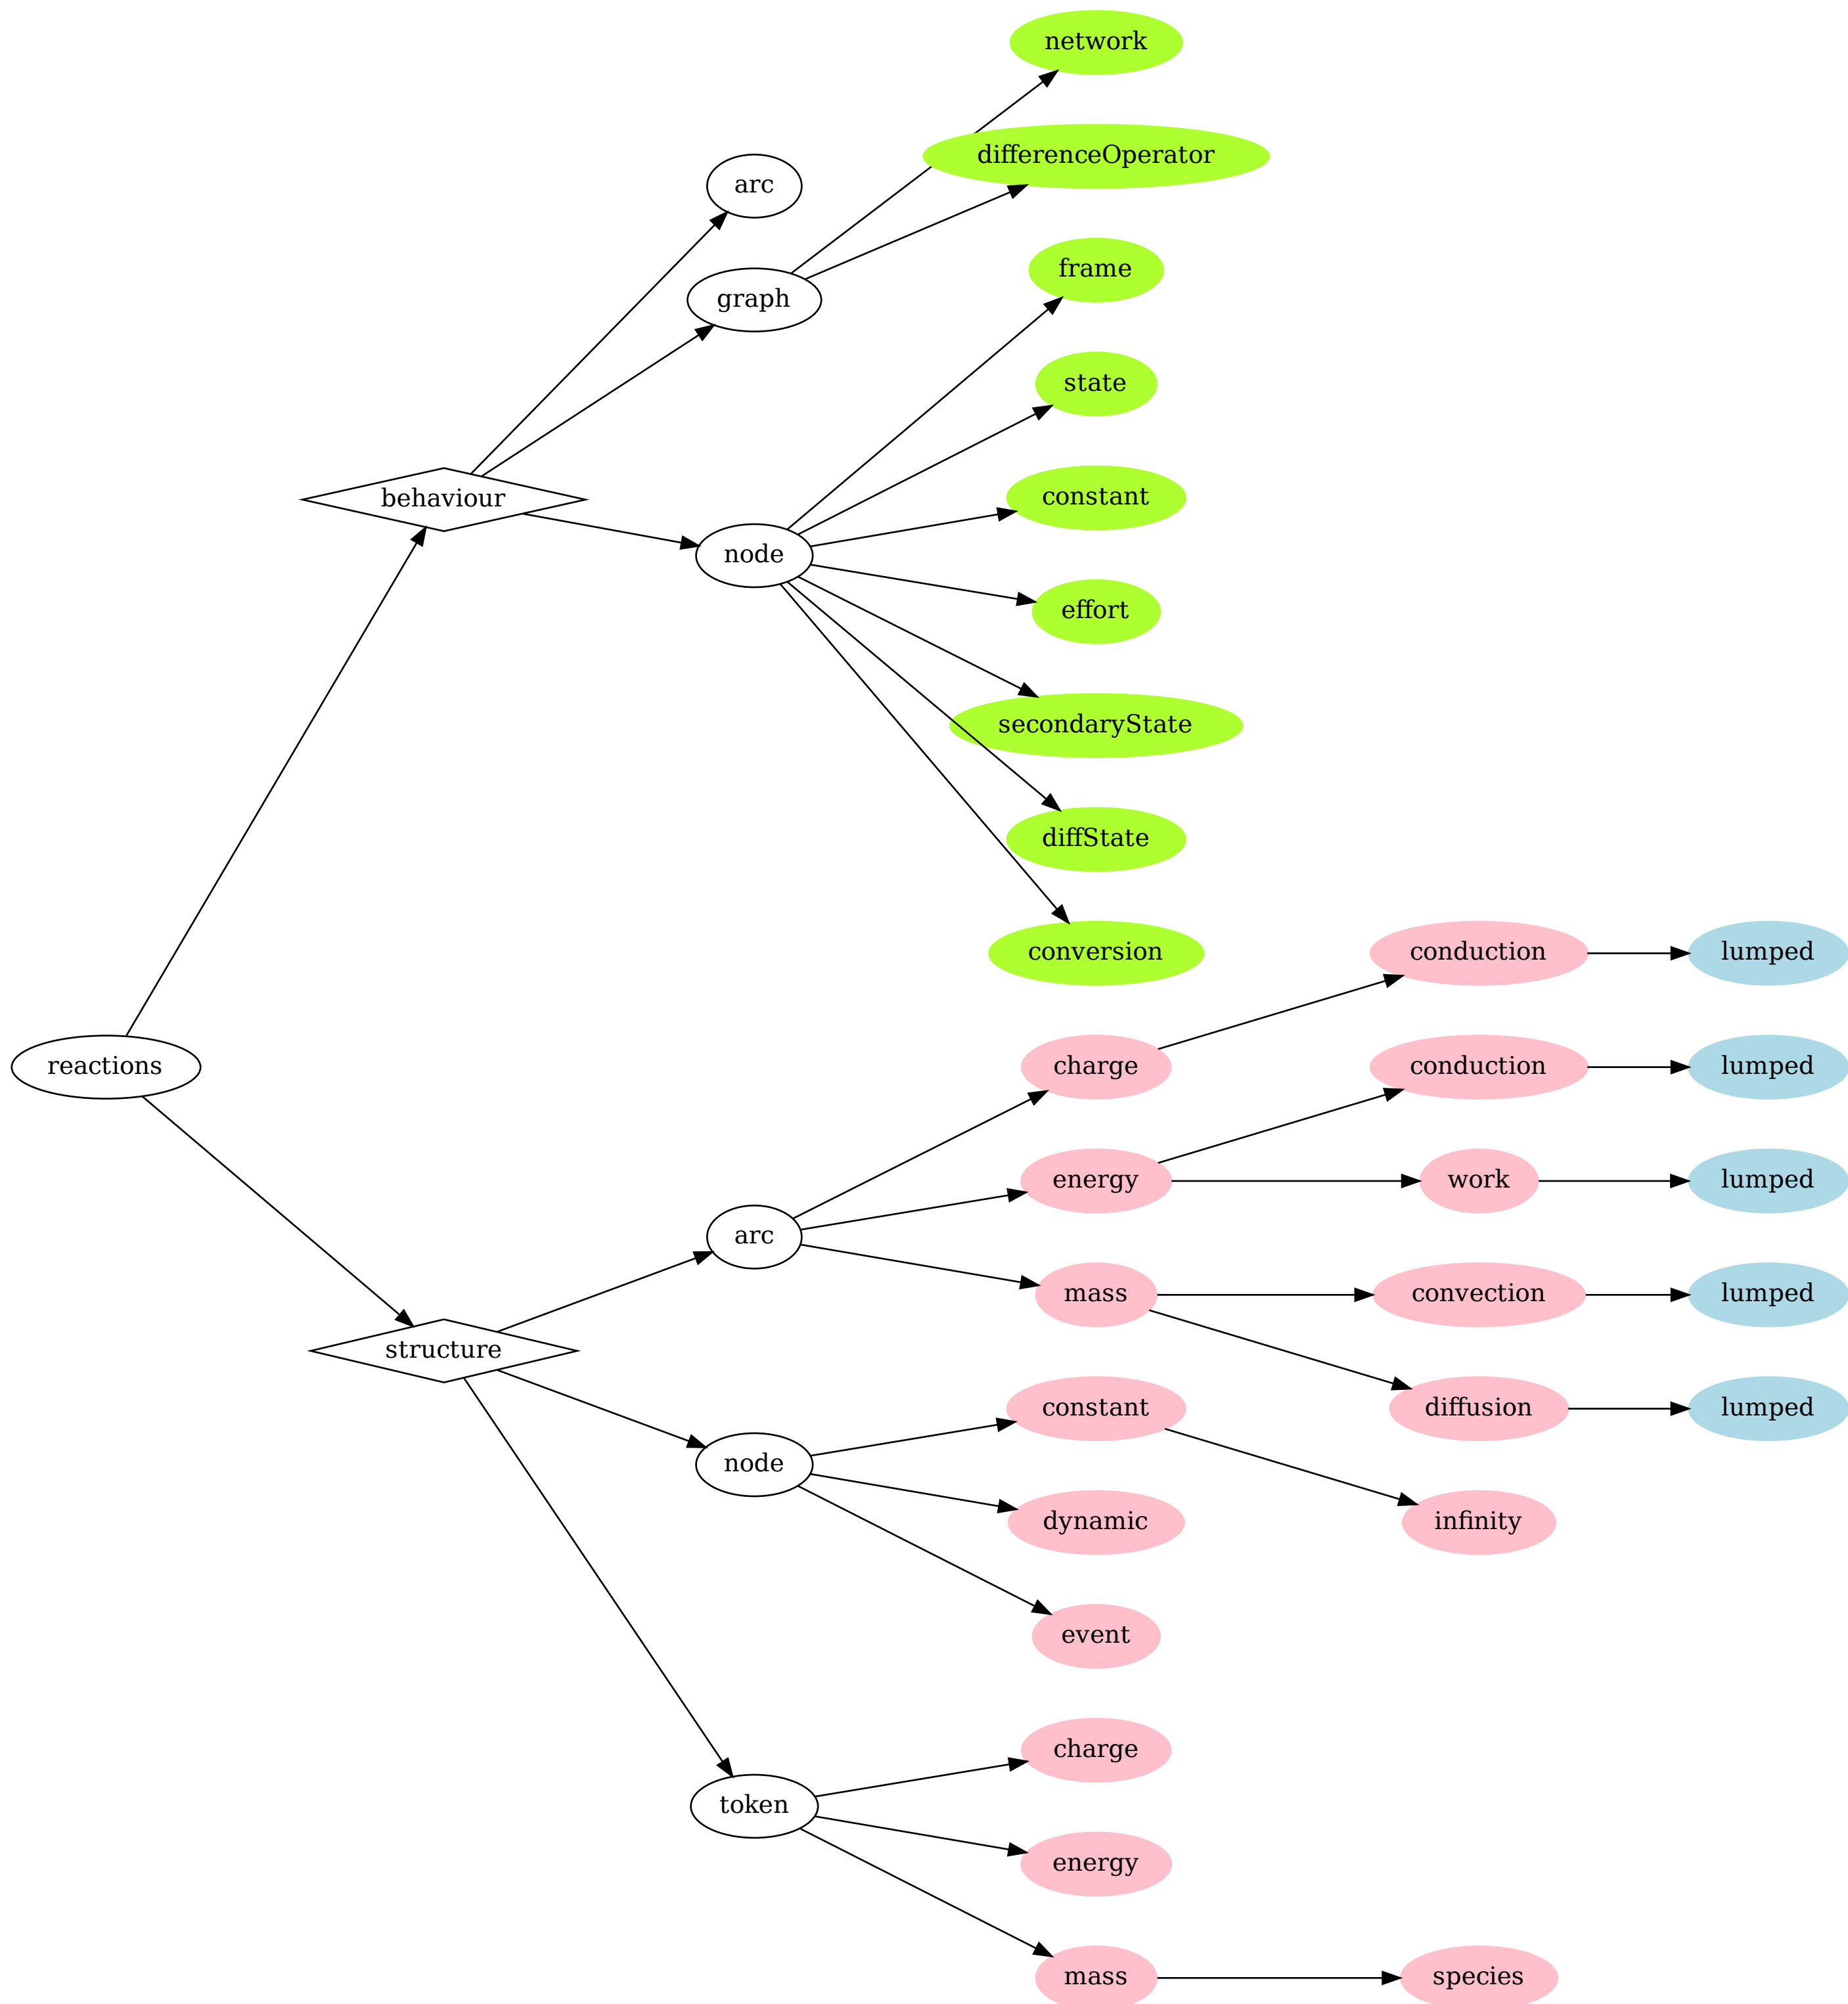 network
differenceOperator
arc
frame
graph
state
behaviour
constant
node
effort
secondaryState
diffState
conversion
conduction
lumped
reactions
charge
conduction
lumped
energy
work
lumped
arc
mass
convection
lumped
structure
constant
diffusion
lumped
node
dynamic
infinity
event
charge
token
energy
mass
species